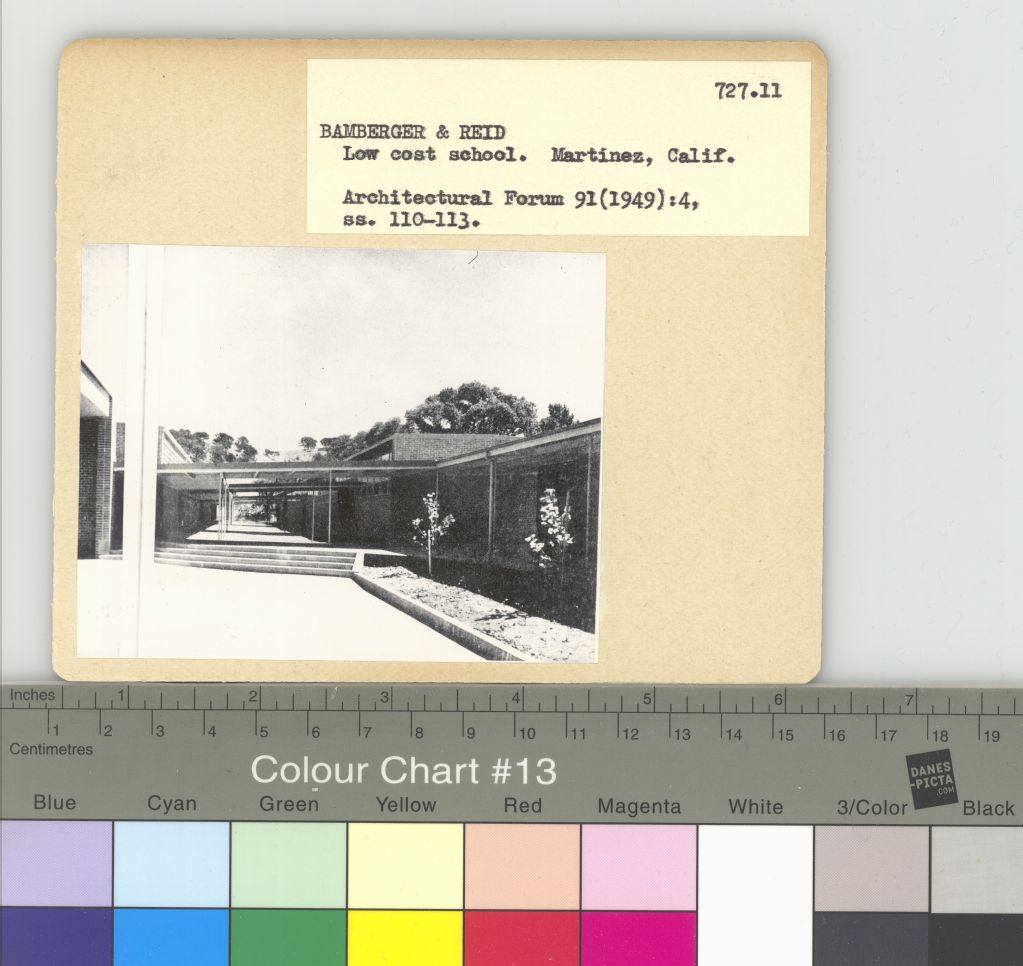 727.11
BAMBERGER & REID
Low cost school. Martinez, Calif.
Architectural Forum 91(1949):4,
ss. 110-113.
Inches 1 2 3 4 5 6 7
1 2 3 4 5 6 7 8 9 10 11 12 13 14 15 16 17 18 19
Centimetres
Colour Chart #13
DANES
-PICTA
.COM
Blue Cyan Green Yellow Red Magenta White 3/Color Black